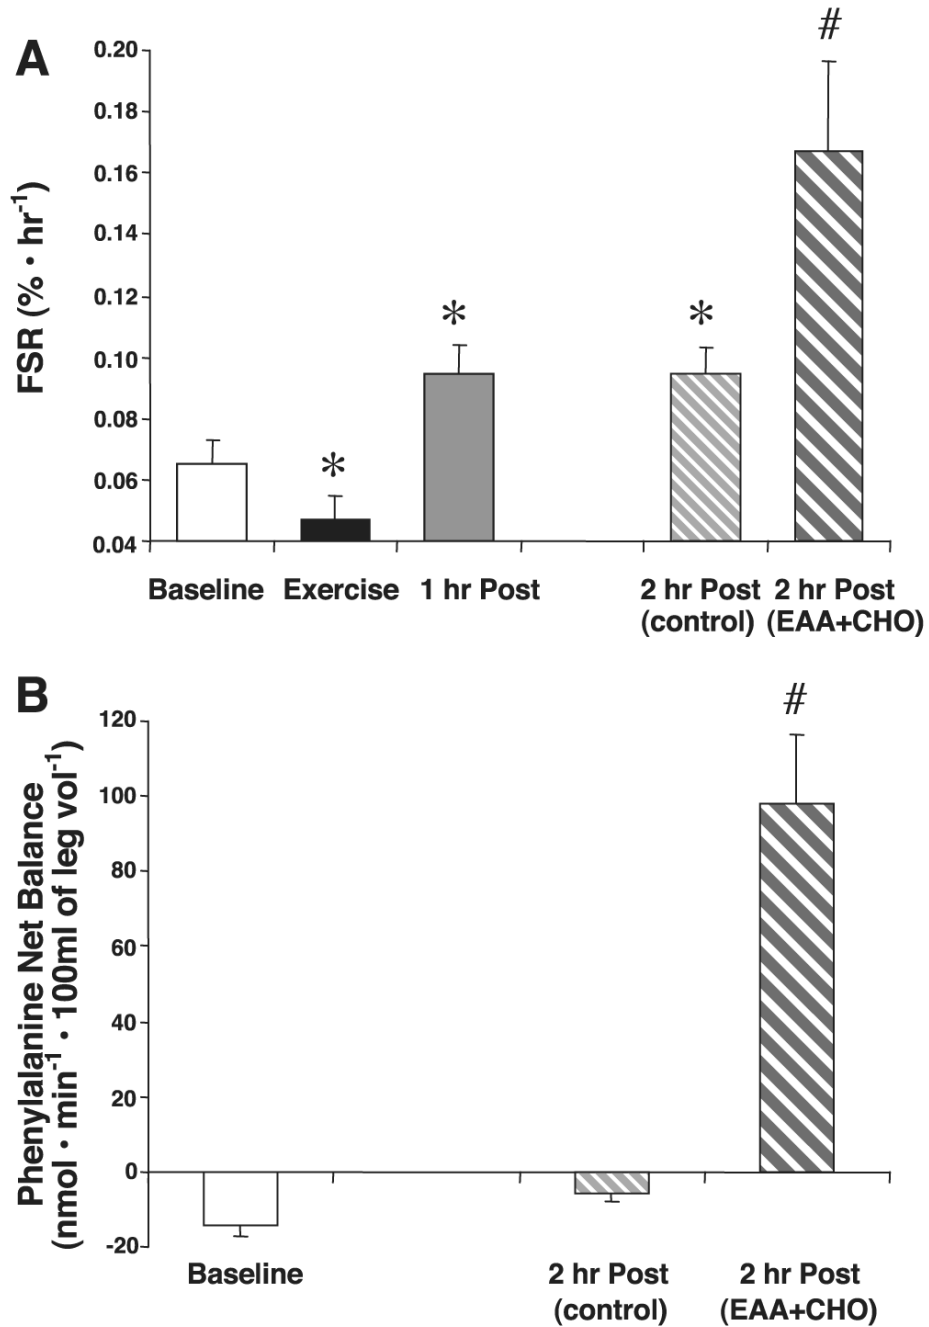 A
#
0.20
0.18
0.16
0.14
0.12
0.10
0.08
0.06
0.04
FSR (% • hr⁻¹)
*
*
*
Baseline Exercise 1 hr Post 2 hr Post 2 hr Post
(control) (EAA+CHO)
B
#
120
100
80
60
40
20
0
-20
Phenylalanine Net Balance
(nmol • min⁻¹ • 100ml of leg vol⁻¹)
Baseline 2 hr Post 2 hr Post
(control) (EAA+CHO)